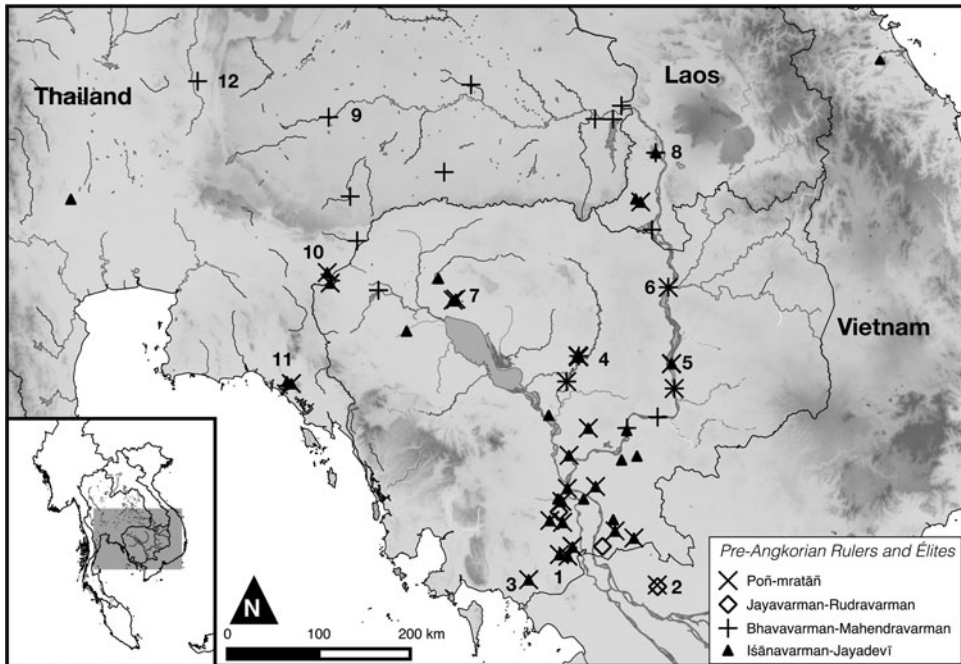 Thailand
Laos
12
9
8
10
7
6
Vietnam
4
5
11
1
3
2
N
0 100 200 km
Pre-Angkorian Rulers and Élites
Poñ-mratāñ
Jayavarman-Rudravarman
Bhavavarman-Mahendravarman
Iśānavarman-Jayadevī